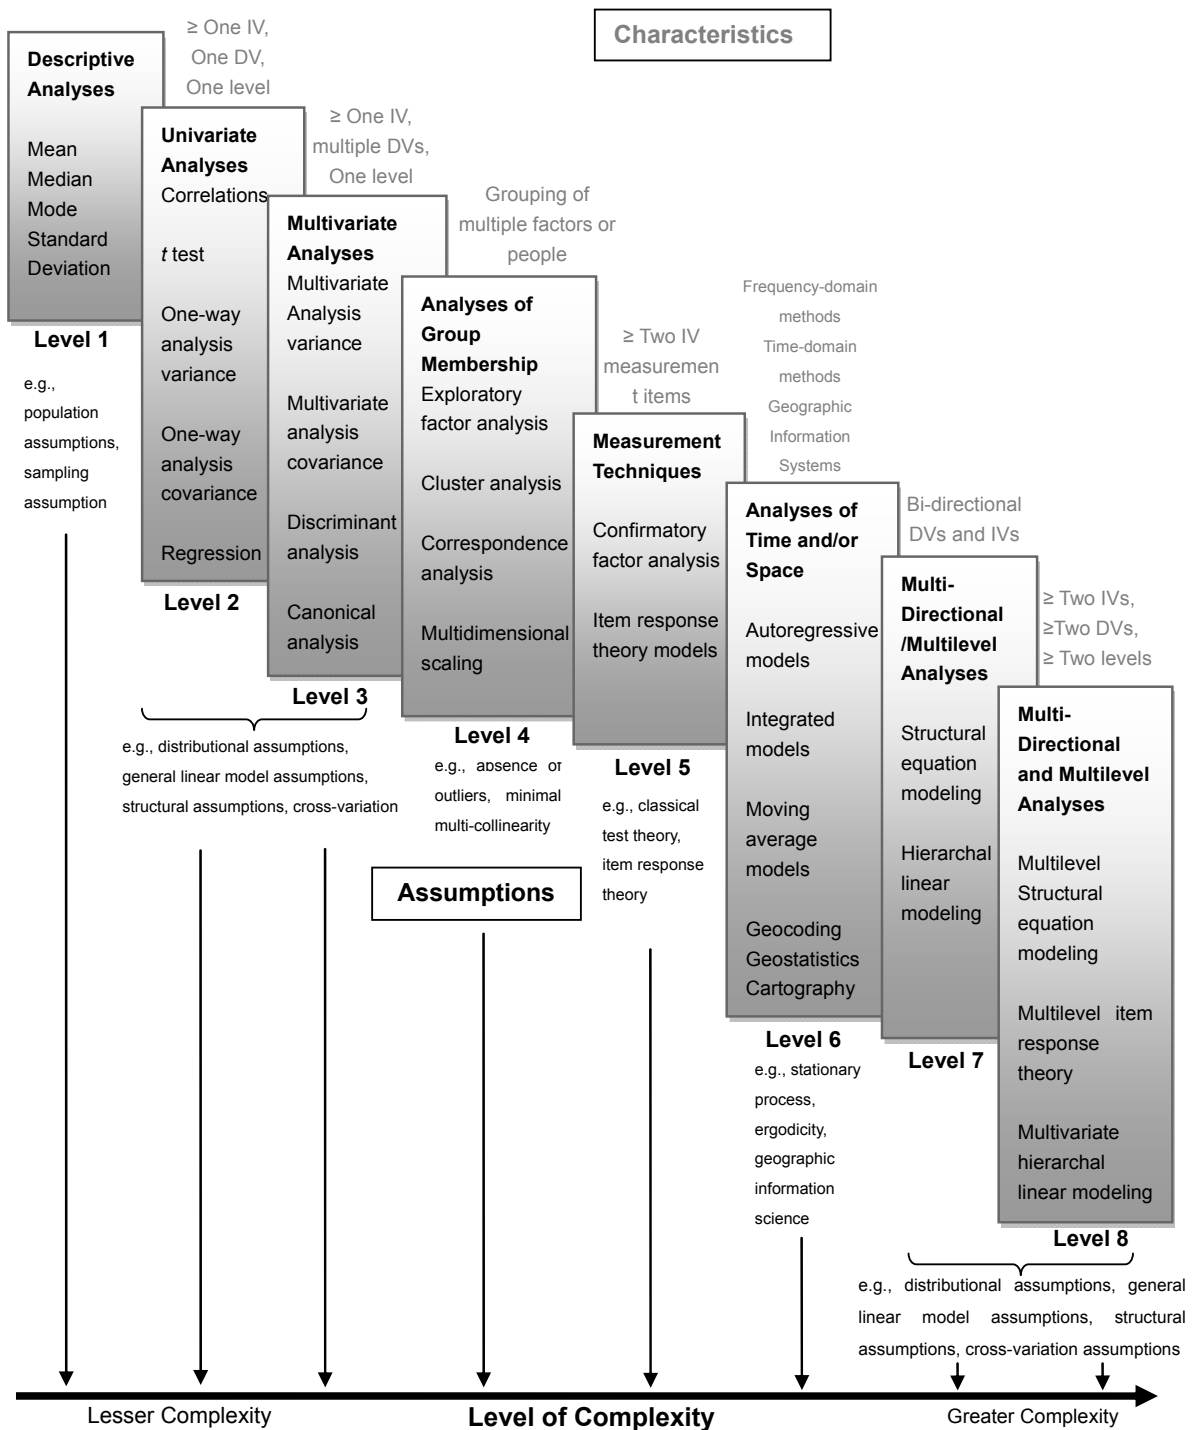 Characteristics
Descriptive
Analyses
Mean
Median
Mode
Standard
Deviation
Level 1
e.g.,
population
assumptions,
sampling
assumption
≥ One IV,
One DV,
One level
Univariate
Analyses
Correlations
t test
One-way
analysis
variance
One-way
analysis
covariance
Regression
Level 2
≥ One IV,
multiple DVs,
One level
Multivariate
Analyses
Multivariate
Analysis
variance
Multivariate
analysis
covariance
Discriminant
analysis
Canonical
analysis
Level 3
e.g., distributional assumptions,
general linear model assumptions,
structural assumptions, cross-variation
Grouping of
multiple factors or
people
Analyses of
Group
Membership
Exploratory
factor analysis
Cluster analysis
Correspondence
analysis
Multidimensional
scaling
Level 4
e.g., absence of
outliers, minimal
multi-collinearity
≥ Two IV
measuremen
t items
Measurement
Techniques
Confirmatory
factor analysis
Item response
theory models
Level 5
e.g., classical
test theory,
item response
theory
Assumptions
Frequency-domain
methods
Time-domain
methods
Geographic
Information
Systems
Analyses of
Time and/or
Space
Autoregressive
models
Integrated
models
Moving
average
models
Geocoding
Geostatistics
Cartography
Level 6
e.g., stationary
process,
ergodicity,
geographic
information
science
Bi-directional
DVs and IVs
Multi-
Directional
/Multilevel
Analyses
Structural
equation
modeling
Hierarchal
linear
modeling
Level 7
≥ Two IVs,
≥Two DVs,
≥ Two levels
Multi-
Directional
and Multilevel
Analyses
Multilevel
Structural
equation
modeling
Multilevel item
response
theory
Multivariate
hierarchal
linear modeling
Level 8
e.g., distributional assumptions, general
linear model assumptions, structural
assumptions, cross-variation assumptions
Lesser Complexity
Level of Complexity
Greater Complexity